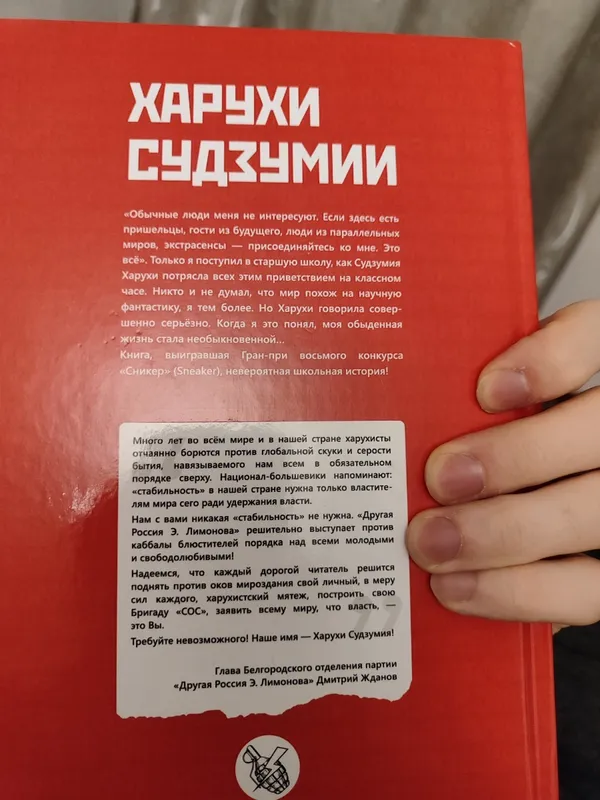 ХАРУХИ
СУДЗУМИИ
«Обычные люди меня не интересуют. Если здесь есть
пришельцы, гости из будущего, люди из параллельных
миров, экстрасенсы — присоединяйтесь ко мне. Это
всё». Только я поступил в старшую школу, как Судзумия
Харухи потрясла всех этим приветствием на классном
часе. Никто и не думал, что мир похож на научную
фантастику, я тем более. Но Харухи говорила совер-
шенно серьёзно. Когда я это понял, моя обыденная
жизнь стала необыкновенной...
Книга, выигравшая Гран-при восьмого конкурса
«Сникер» (Sneaker), невероятная школьная история!
Много лет во всём мире и в нашей стране харухисты
отчаянно борются против глобальной скуки и серости
бытия, навязываемого нам всем в обязательном
порядке сверху. Национал-большевики напоминают:
«стабильность» в нашей стране нужна только властите-
лям мира сего ради удержания власти.
Нам с вами никакая «стабильность» не нужна. «Другая
Россия Э. Лимонова» решительно выступает против
каббалы блюстителей порядка над всеми молодыми
и свободолюбивыми!
Надеемся, что каждый дорогой читатель решится
поднять против оков мироздания свой личный, в меру
сил каждого, харухистский мятеж, построить свою
Бригаду «СОС», заявить всему миру, что власть, —
это Вы.
Требуйте невозможного! Наше имя — Харухи Судзумия!
Глава Белгородского отделения партии
«Другая Россия Э. Лимонова» Дмитрий Жданов